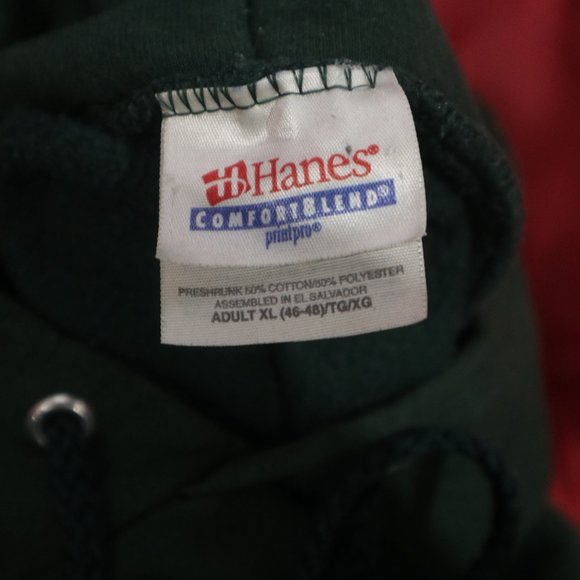 Hanes®
COMFORTBLEND®
printpro®
PRESHRUNK 50% COTTON/50% POLYESTER
ASSEMBLED IN EL SALVADOR
ADULT XL (46-48)/TG/XG